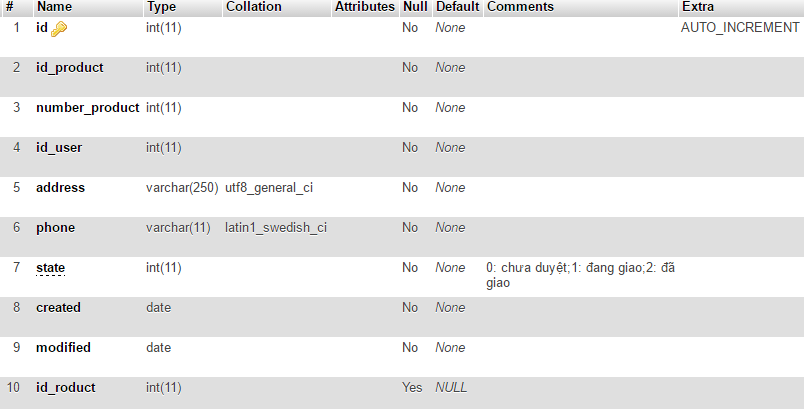 # Name Type Collation Attributes Null Default Comments Extra
1 id int(11) No None AUTO_INCREMENT
2 id_product int(11) No None
3 number_product int(11) No None
4 id_user int(11) No None
5 address varchar(250) utf8_general_ci No None
6 phone varchar(11) latin1_swedish_ci No None
7 state int(11) No None 0: chưa duyệt;1: đang giao;2: đã
giao
8 created date No None
9 modified date No None
10 id_roduct int(11) Yes NULL